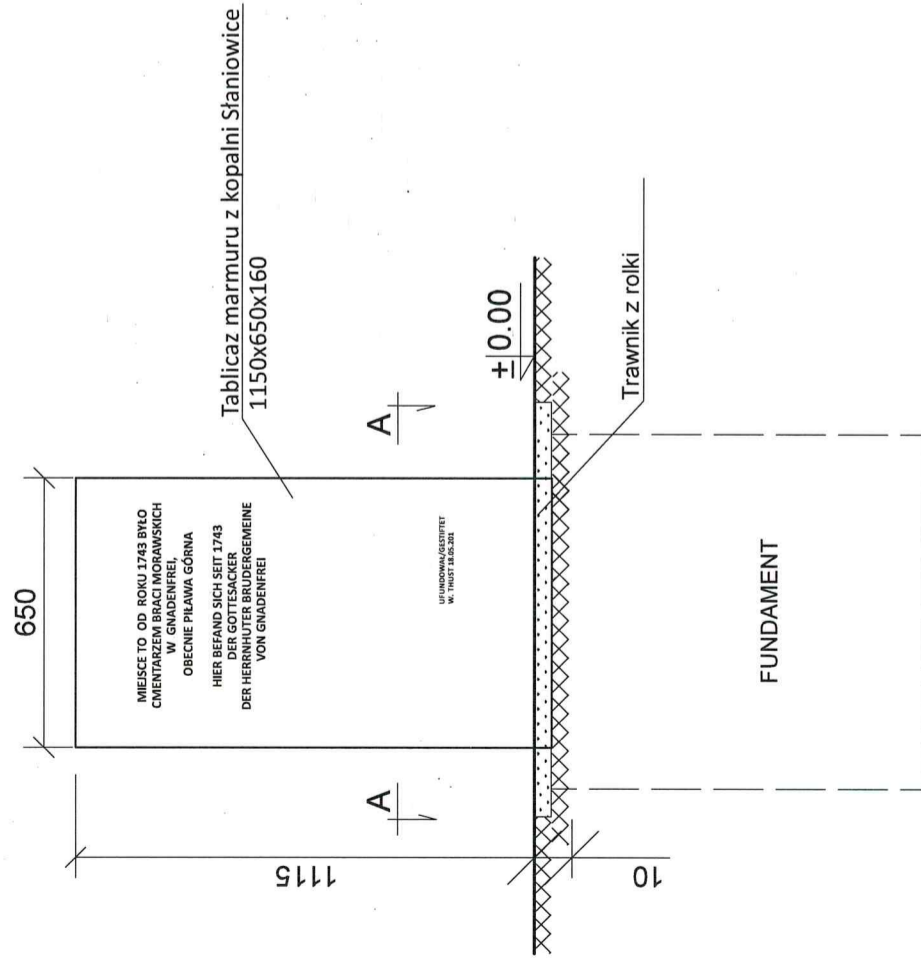 650
MIEJSCE TO OD ROKU 1743 BYŁO
CMENTARZEM BRACI MORAWSKICH
W GNADENFREI,
OBECNIE PIŁAWA GÓRNA
HIER BEFAND SICH SEIT 1743
DER GOTTESACKER
DER HERRNHUTER BRUDERGEMEINE
VON GNADENFREI
UFUNDOWAŁ/GESTIFTET
W. THUST 18.05.201
Tablicaz marmuru z kopalni Słaniowice
1150x650x160
A
A
1115
± 0.00
10
Trawnik z rolki
FUNDAMENT